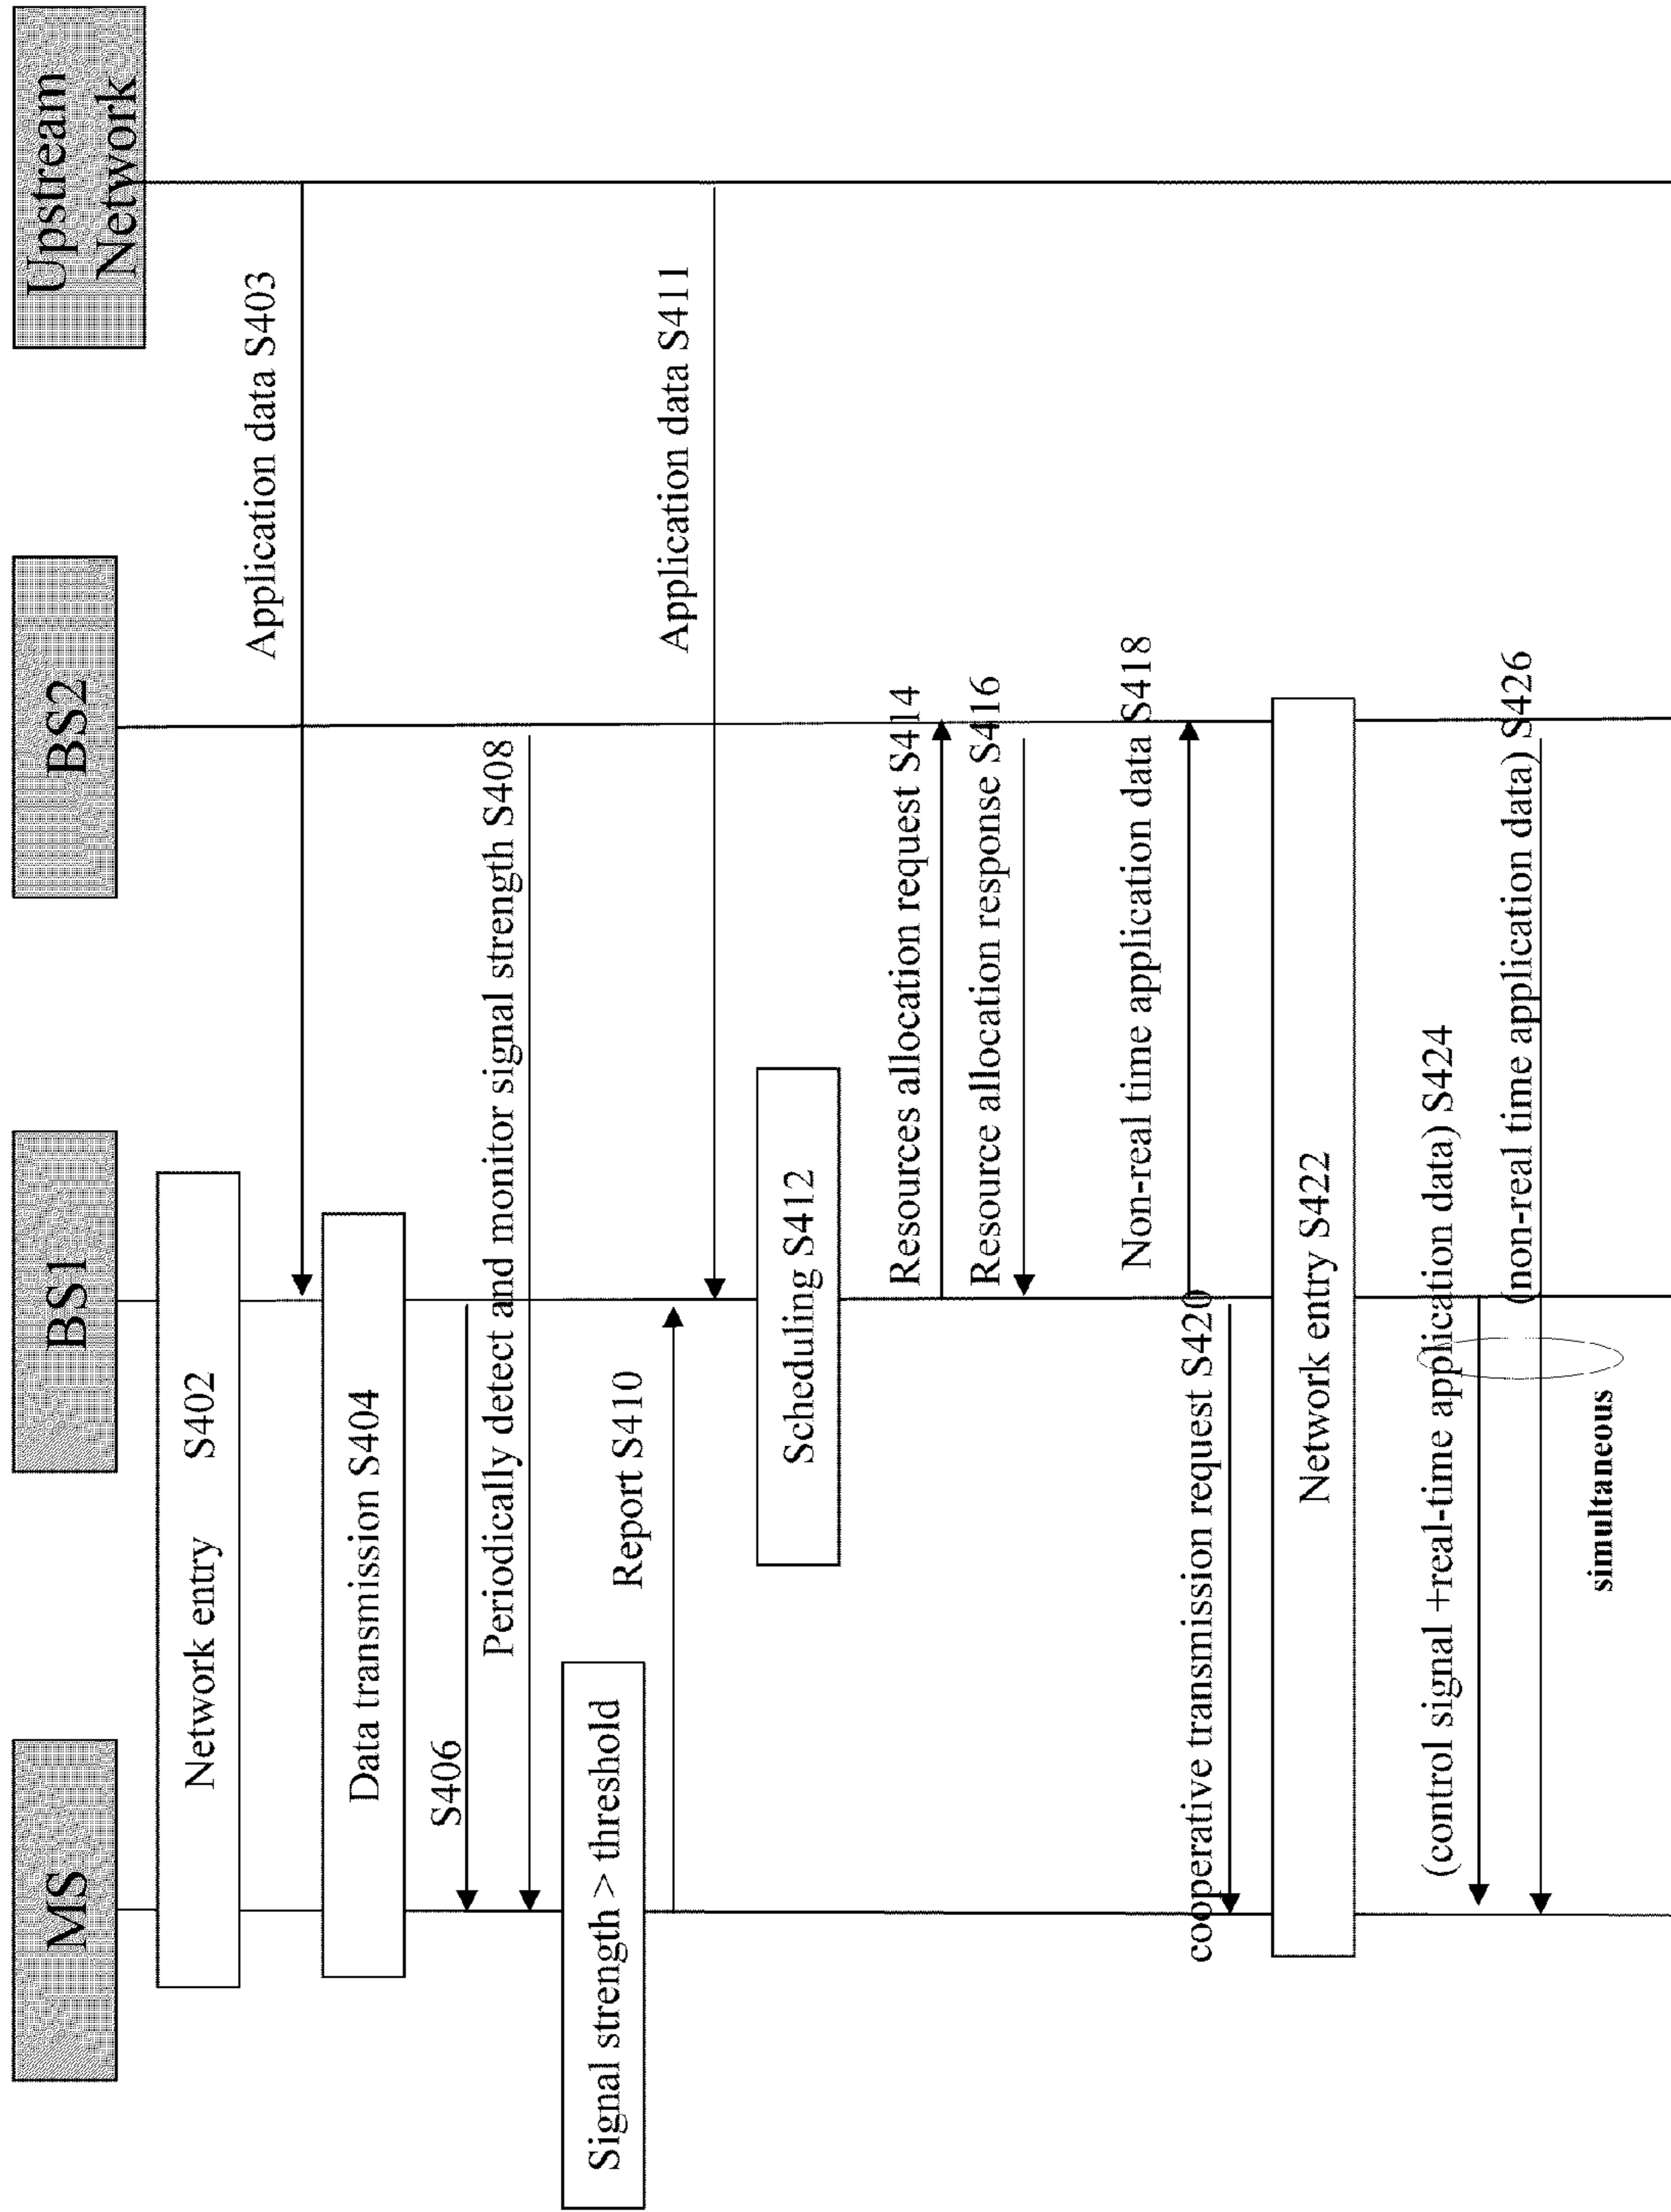 MS
BS1
BS2
Upstream
Network
Network entry S402
Application data S403
Data transmission S404
S406
Periodically detect and monitor signal strength S408
Signal strength > threshold
Report S410
Application data S411
Scheduling S412
Resources allocation request S414
Resource allocation response S416
Non-real time application data S418
cooperative transmission request S420
Network entry S422
(control signal +real-time application data) S424
(non-real time application data) S426
simultaneous